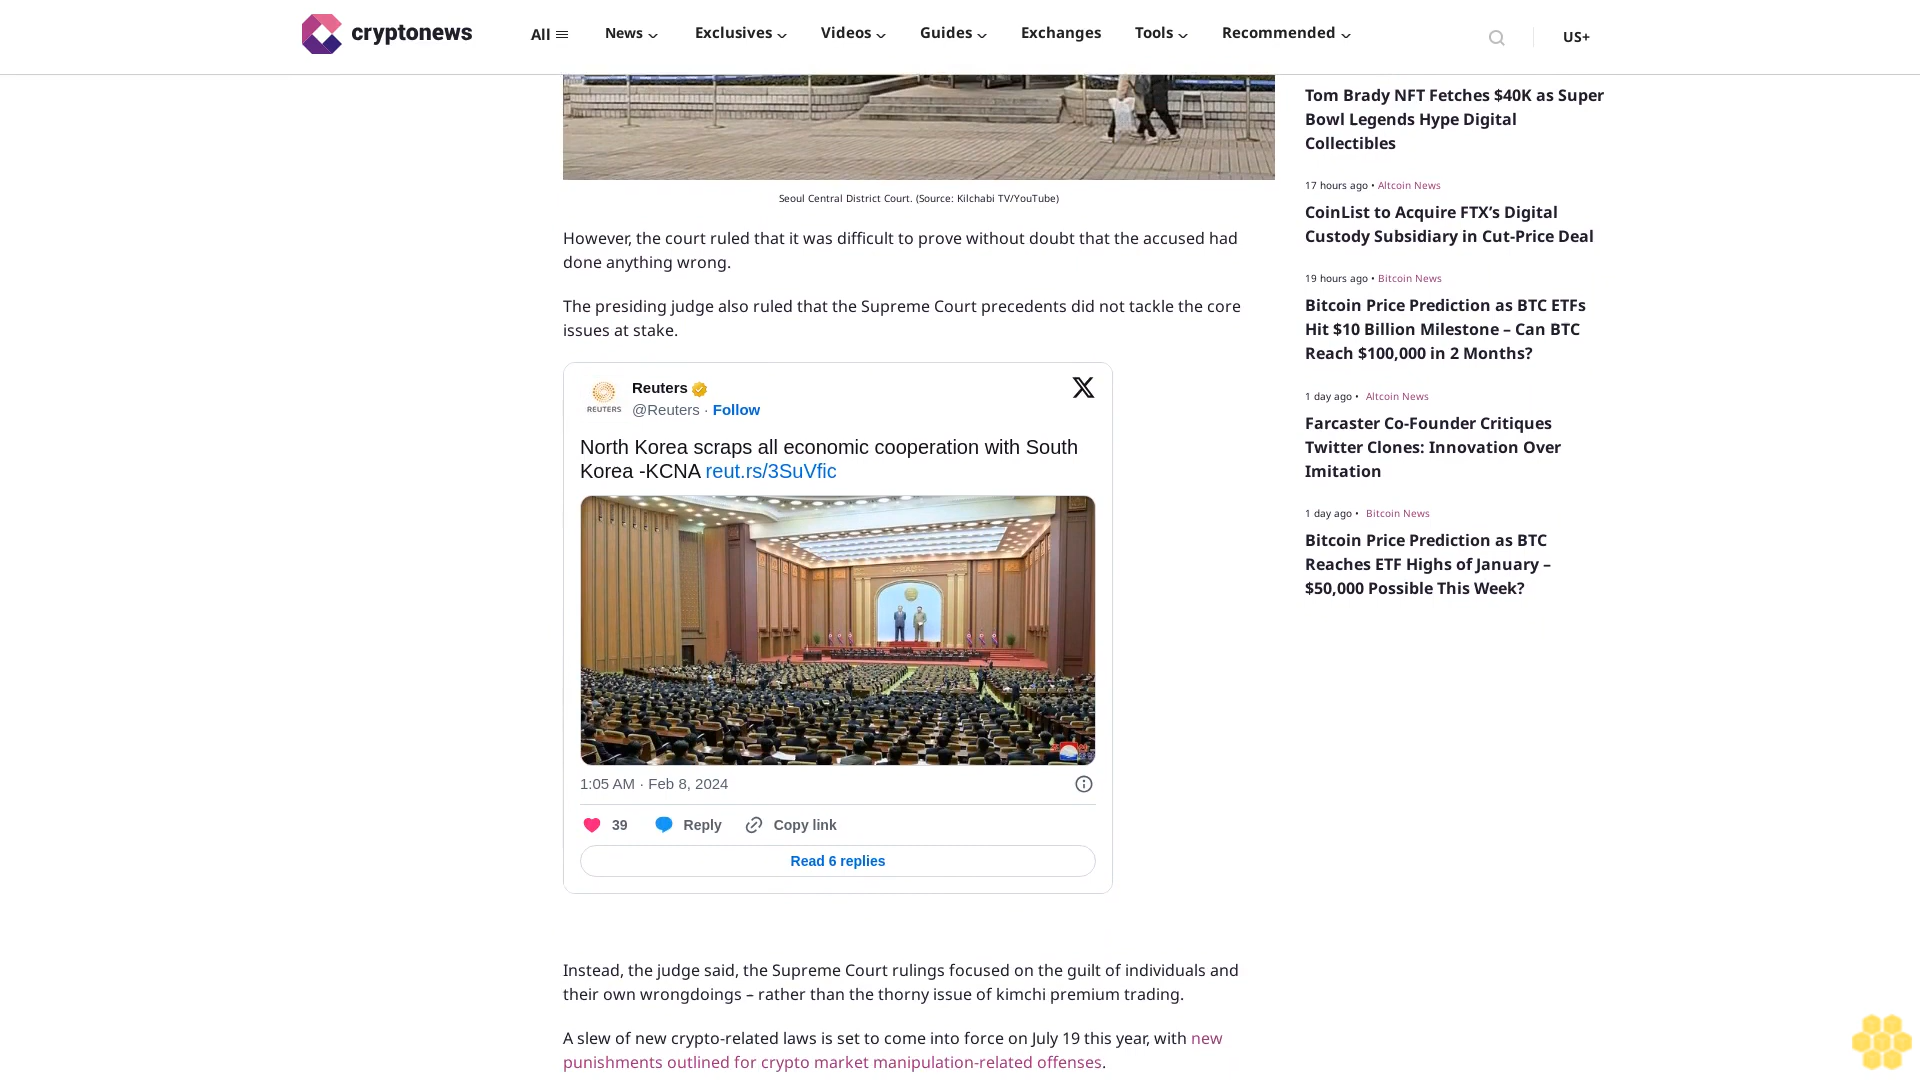 cryptonews
All
News
Exclusives
Videos
Guides
Exchanges
Tools
Recommended
US+
Seoul Central District Court. (Source: Kilchabi TV/YouTube)
However, the court ruled that it was difficult to prove without doubt that the accused had
done anything wrong.
The presiding judge also ruled that the Supreme Court precedents did not tackle the core
issues at stake.
REUTERS
Reuters
@Reuters · Follow
North Korea scraps all economic cooperation with South
Korea -KCNA reut.rs/3SuVfic
1:05 AM · Feb 8, 2024
39
Reply
Copy link
Read 6 replies
Instead, the judge said, the Supreme Court rulings focused on the guilt of individuals and
their own wrongdoings – rather than the thorny issue of kimchi premium trading.
A slew of new crypto-related laws is set to come into force on July 19 this year, with new
punishments outlined for crypto market manipulation-related offenses.
Tom Brady NFT Fetches $40K as Super
Bowl Legends Hype Digital
Collectibles
17 hours ago • Altcoin News
CoinList to Acquire FTX’s Digital
Custody Subsidiary in Cut-Price Deal
19 hours ago • Bitcoin News
Bitcoin Price Prediction as BTC ETFs
Hit $10 Billion Milestone – Can BTC
Reach $100,000 in 2 Months?
1 day ago • Altcoin News
Farcaster Co-Founder Critiques
Twitter Clones: Innovation Over
Imitation
1 day ago • Bitcoin News
Bitcoin Price Prediction as BTC
Reaches ETF Highs of January –
$50,000 Possible This Week?